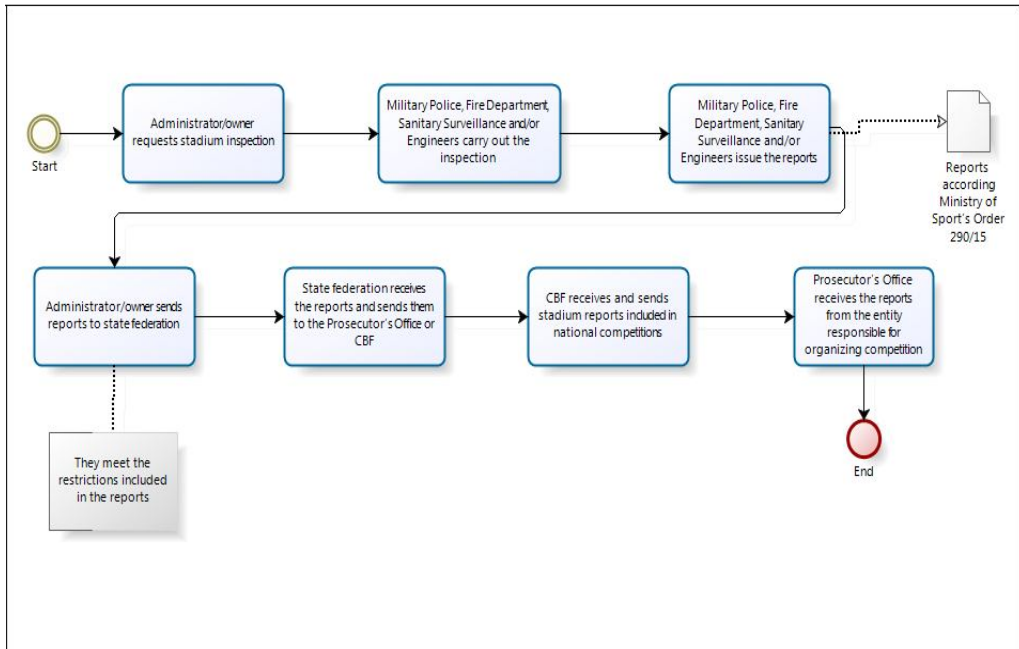 Start
Administrator/owner
requests stadium inspection
Military Police, Fire Department,
Sanitary Surveillance and/or
Engineers carry out the
inspection
Military Police, Fire
Department, Sanitary
Surveillance and/or
Engineers issue the reports
Reports
according
Ministry of
Sport's Order
290/15
Administrator/owner sends
reports to state federation
State federation receives
the reports and sends them
to the Prosecutor's Office or
CBF
CBF receives and sends
stadium reports included in
national competitions
Prosecutor's Office
receives the reports
from the entity
responsible for
organizing competition
They meet the
restrictions included
in the reports
End